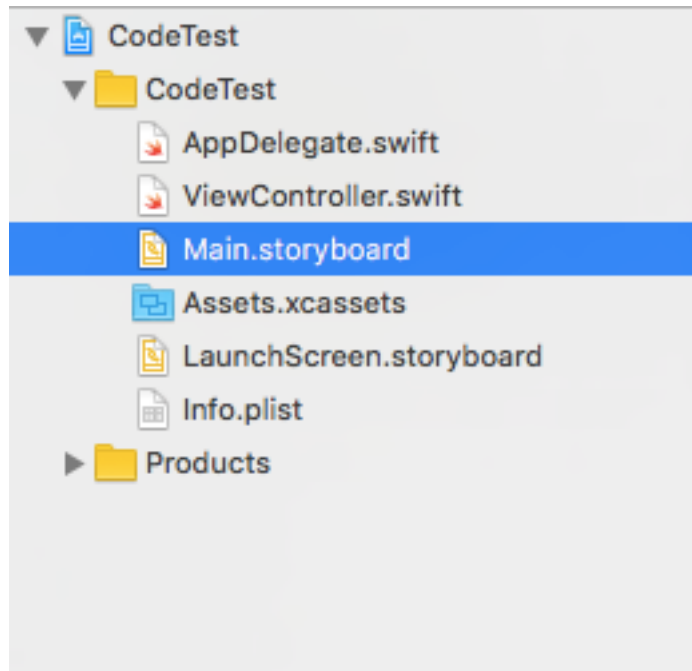 CodeTest
CodeTest
AppDelegate.swift
ViewController.swift
Main.storyboard
Assets.xcassets
LaunchScreen.storyboard
Info.plist
Products